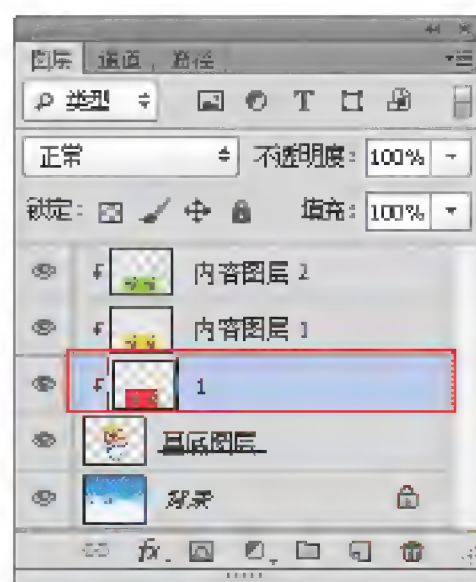 图层 通道 路径
类型 T
正常 不透明度: 100%
锁定: 填充: 100%
内容图层 2
内容图层 1
1
基底图层
背景
fx.